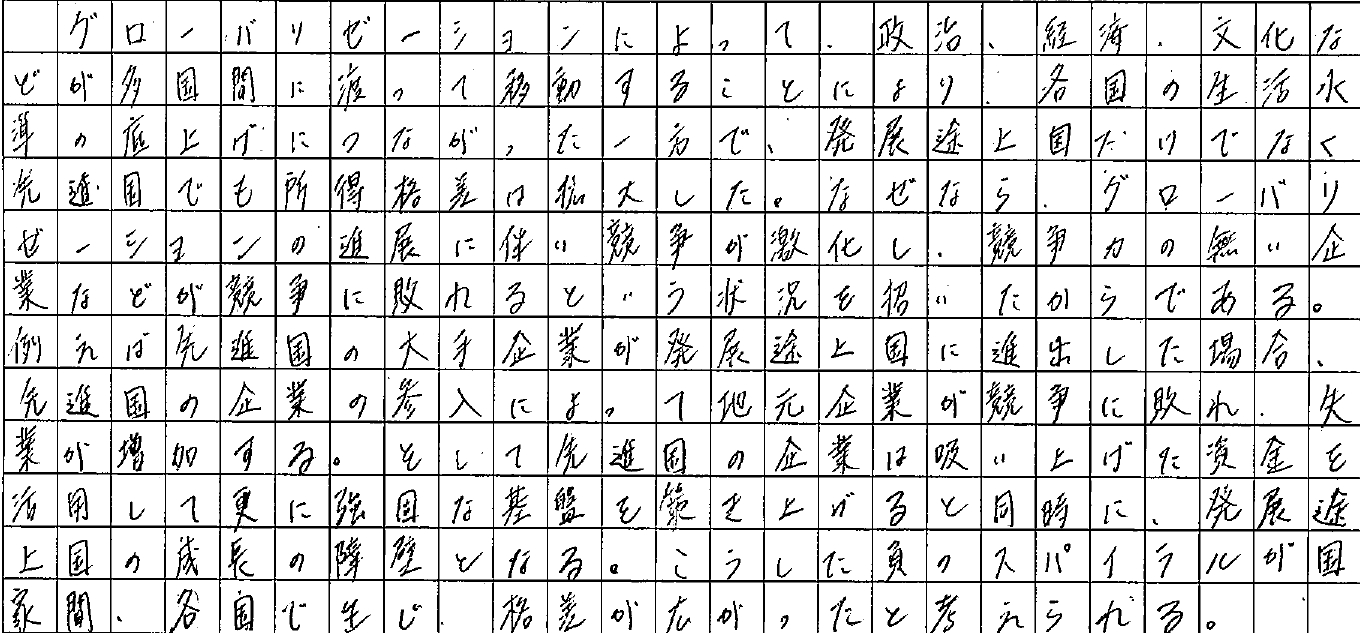 グローバリゼーションによって、政治、経済、文化な
どが多国間に渡って移動することにより、各国の生活水
準の底上げにつながった一方で、発展途上国だけでなく
先進国でも所得格差は拡大した。なぜなら、グローバリ
ゼーションの進展に伴い競争が激化し、競争力の無い企
業などが競争に敗れるという状況を招いたからである。
例えば先進国の大手企業が発展途上国に進出した場合、
先進国の企業の参入によって地元企業が競争に敗れ、失
業が増加する。そして先進国の企業は吸い上げた資金を
活用して更に強国な基盤を築き上げると同時に、発展途
上国の成長の障壁となる。こうした負のスパイラルが国
家間、各国で生じ、格差が広がったと考えられる。